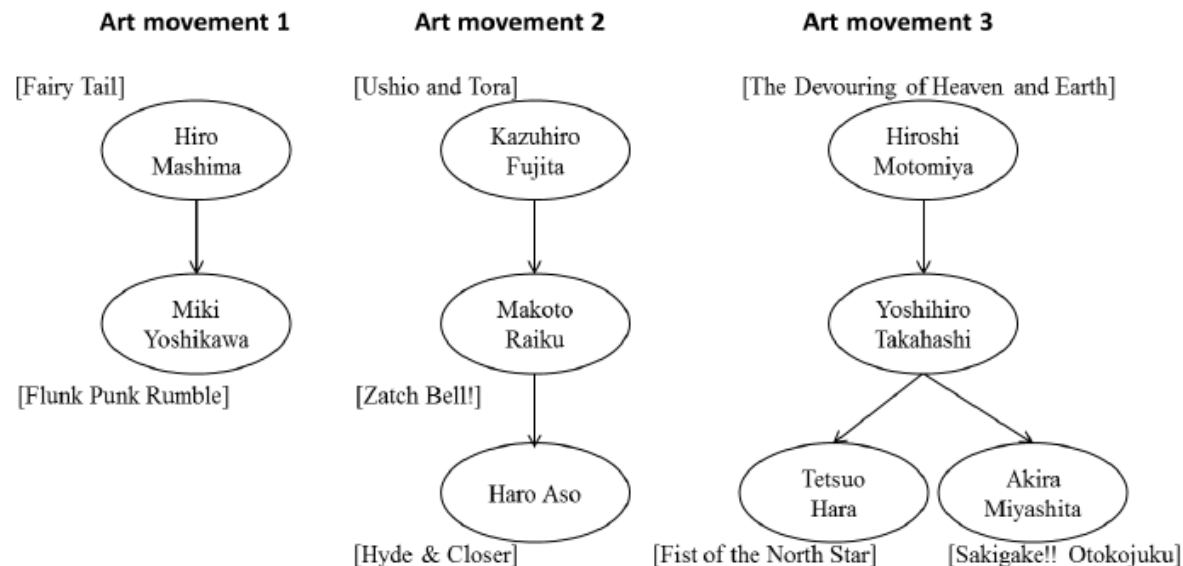 Art movement 1
Art movement 2
Art movement 3
[Fairy Tail]
[Ushio and Tora]
[The Devouring of Heaven and Earth]
Hiro
Mashima
Kazuhiro
Fujita
Hiroshi
Motomiya
Miki
Yoshikawa
Makoto
Raiku
Yoshihiro
Takahashi
[Flunk Punk Rumble]
[Zatch Bell!]
Haro Aso
Tetsuo
Hara
Akira
Miyashita
[Hyde & Closer]
[Fist of the North Star]
[Sakigake!! Otokojuku]